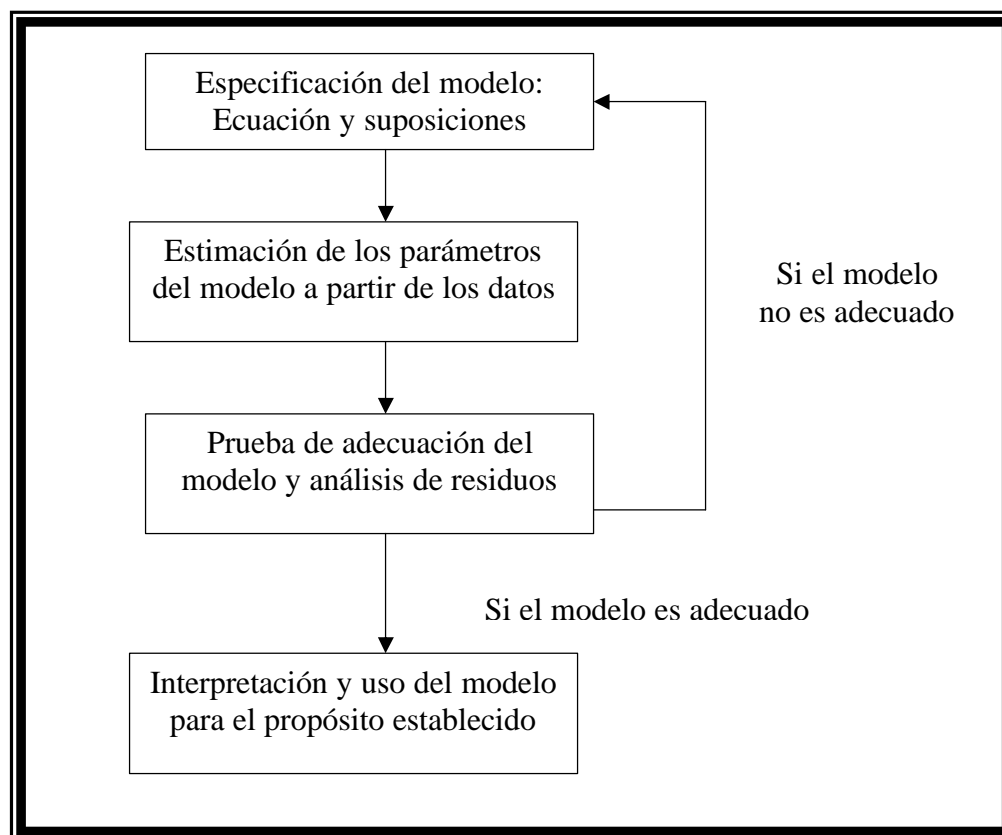 Especificación del modelo:
Ecuación y suposiciones
Estimación de los parámetros
del modelo a partir de los datos
Si el modelo
no es adecuado
Prueba de adecuación del
modelo y análisis de residuos
Si el modelo es adecuado
Interpretación y uso del modelo
para el propósito establecido